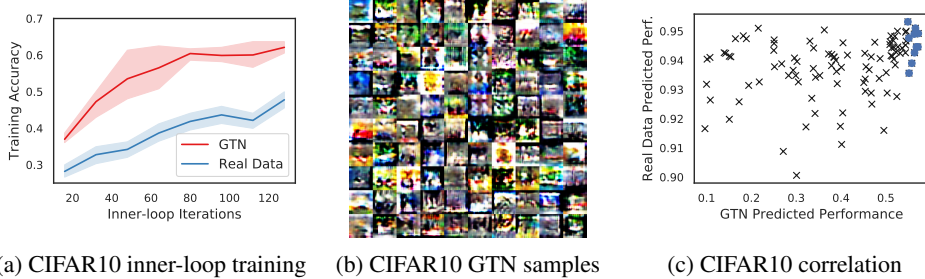 0.7
0.6
0.5
0.4
0.3
Training Accuracy
GTN
Real Data
20 40 60 80 100 120
Inner-loop Iterations
0.95
0.94
0.93
0.92
0.91
0.90
Real Data Predicted Perf.
0.1 0.2 0.3 0.4 0.5
GTN Predicted Performance
a) CIFAR10 inner-loop training
(b) CIFAR10 GTN samples
(c) CIFAR10 correlation